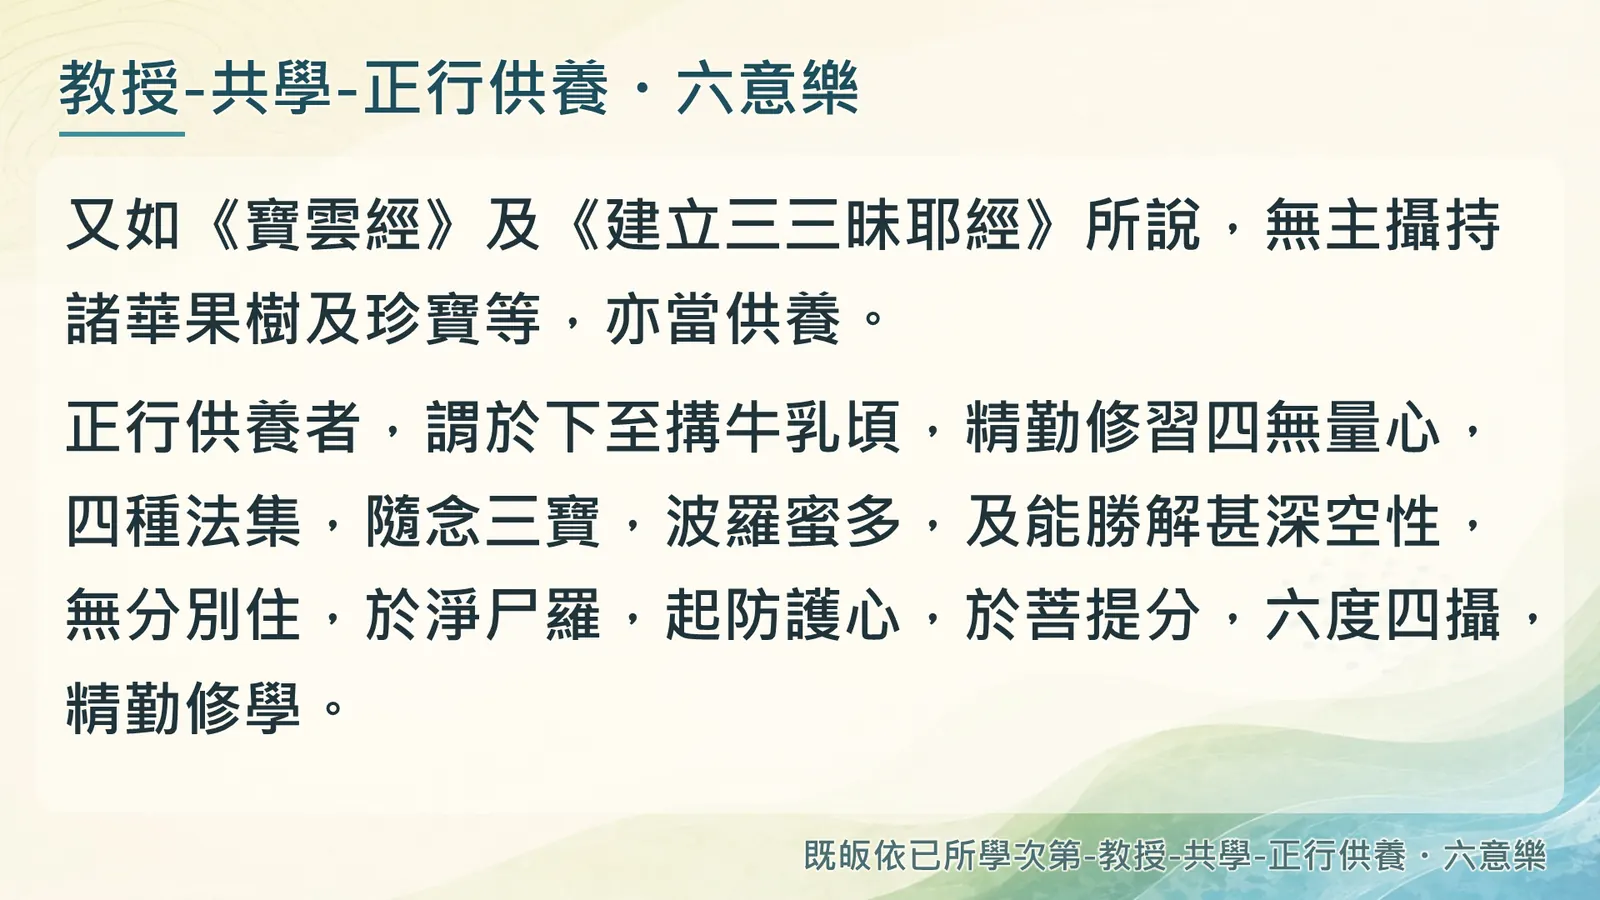 教授-共學-正行供養・六意樂
又如《寶雲經》及《建立三三昧耶經》所說，無主攝持
諸華果樹及珍寶等，亦當供養。
正行供養者，謂於下至搆牛乳頃，精勤修習四無量心，
四種法集，隨念三寶，波羅蜜多，及能勝解甚深空性，
無分別住，於淨尸羅，起防護心，於菩提分，六度四攝，
精勤修學。
既皈依已所學次第-教授-共學-正行供養・六意樂